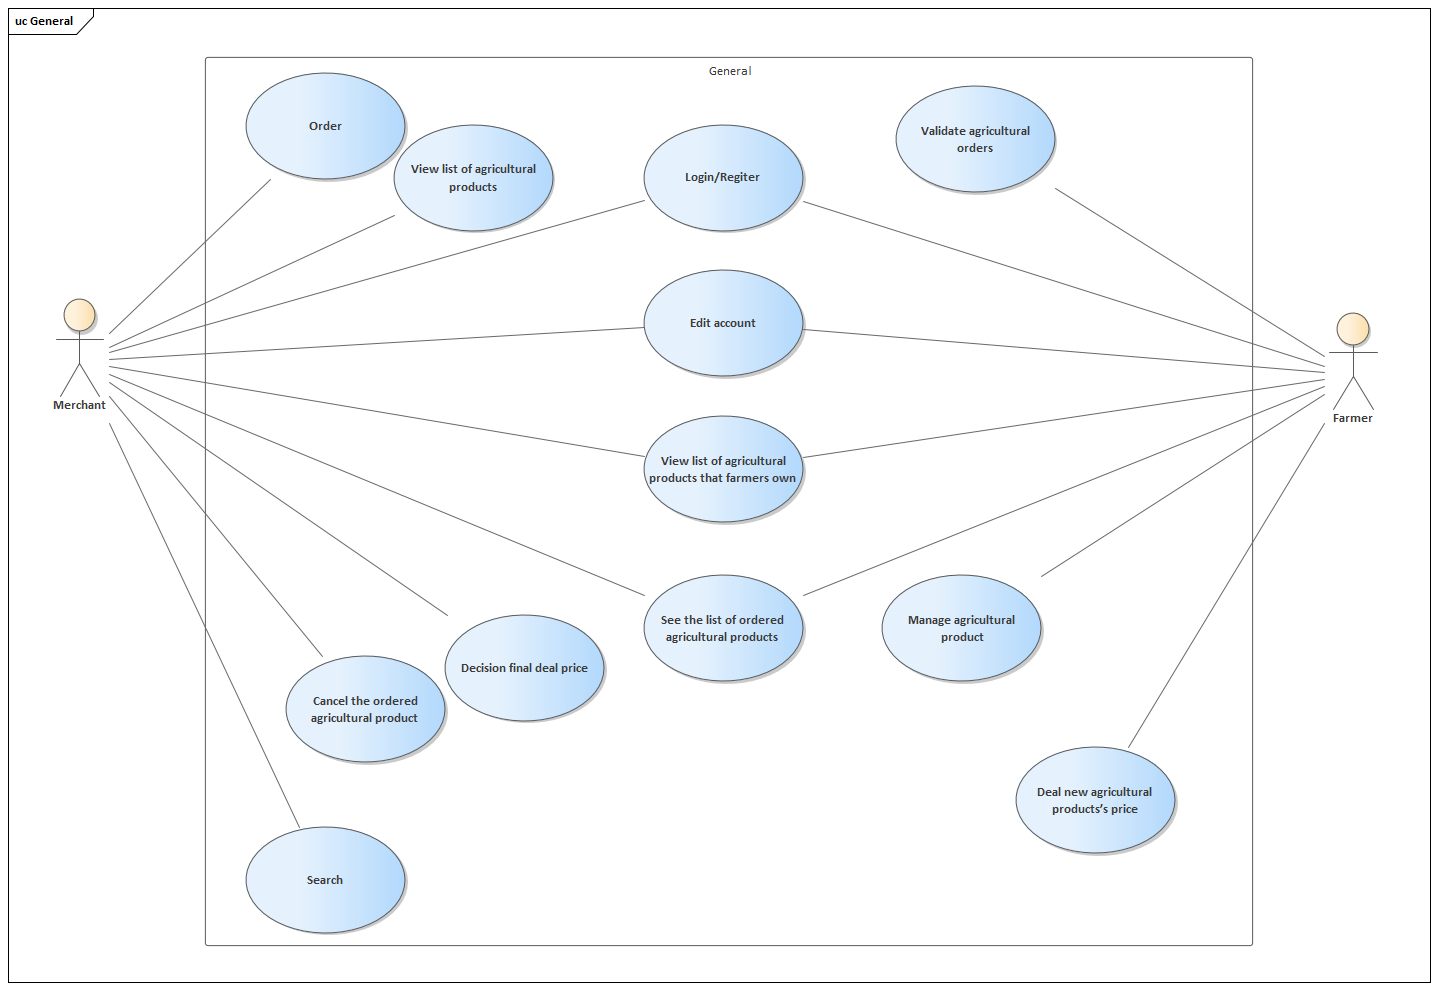 uc General
General
Order
View list of agricultural
products
Login/Regiter
Validate agricultural
orders
Edit account
Merchant
Farmer
View list of agricultural
products that farmers own
See the list of ordered
agricultural products
Manage agricultural
product
Decision final deal price
Cancel the ordered
agricultural product
Deal new agricultural
products's price
Search